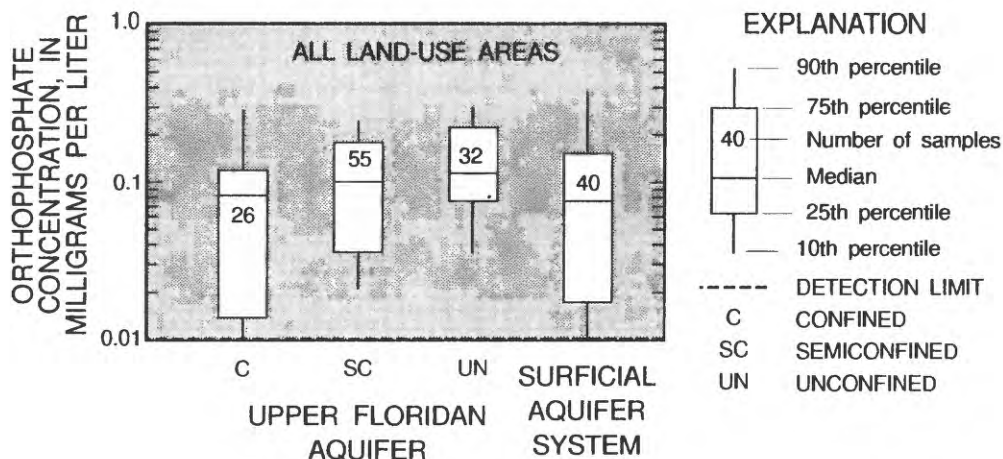 ORTHOPHOSPHATE
CONCENTRATION, IN
MILLIGRAMS PER LITER
1.0
0.1
0.01
ALL LAND-USE AREAS
26
55
32
40
C
SC
UN
UPPER FLORIDAN
AQUIFER
SURFICIAL
AQUIFER
SYSTEM
EXPLANATION
90th percentile
75th percentile
40 Number of samples
Median
25th percentile
10th percentile
DETECTION LIMIT
C CONFINED
SC SEMICONFINED
UN UNCONFINED